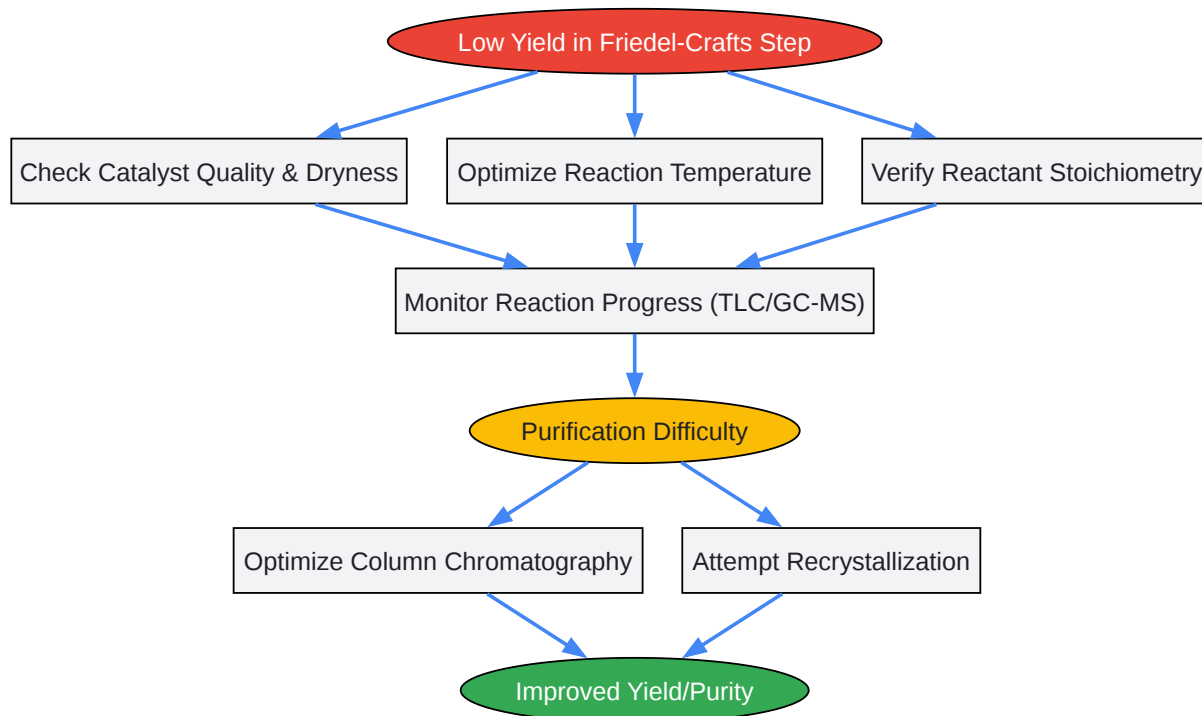 Low Yield in Friedel-Crafts Step
Check Catalyst Quality & Dryness
Optimize Reaction Temperature
Verify Reactant Stoichiometry
Monitor Reaction Progress (TLC/GC-MS)
Purification Difficulty
Optimize Column Chromatography
Attempt Recrystallization
Improved Yield/Purity